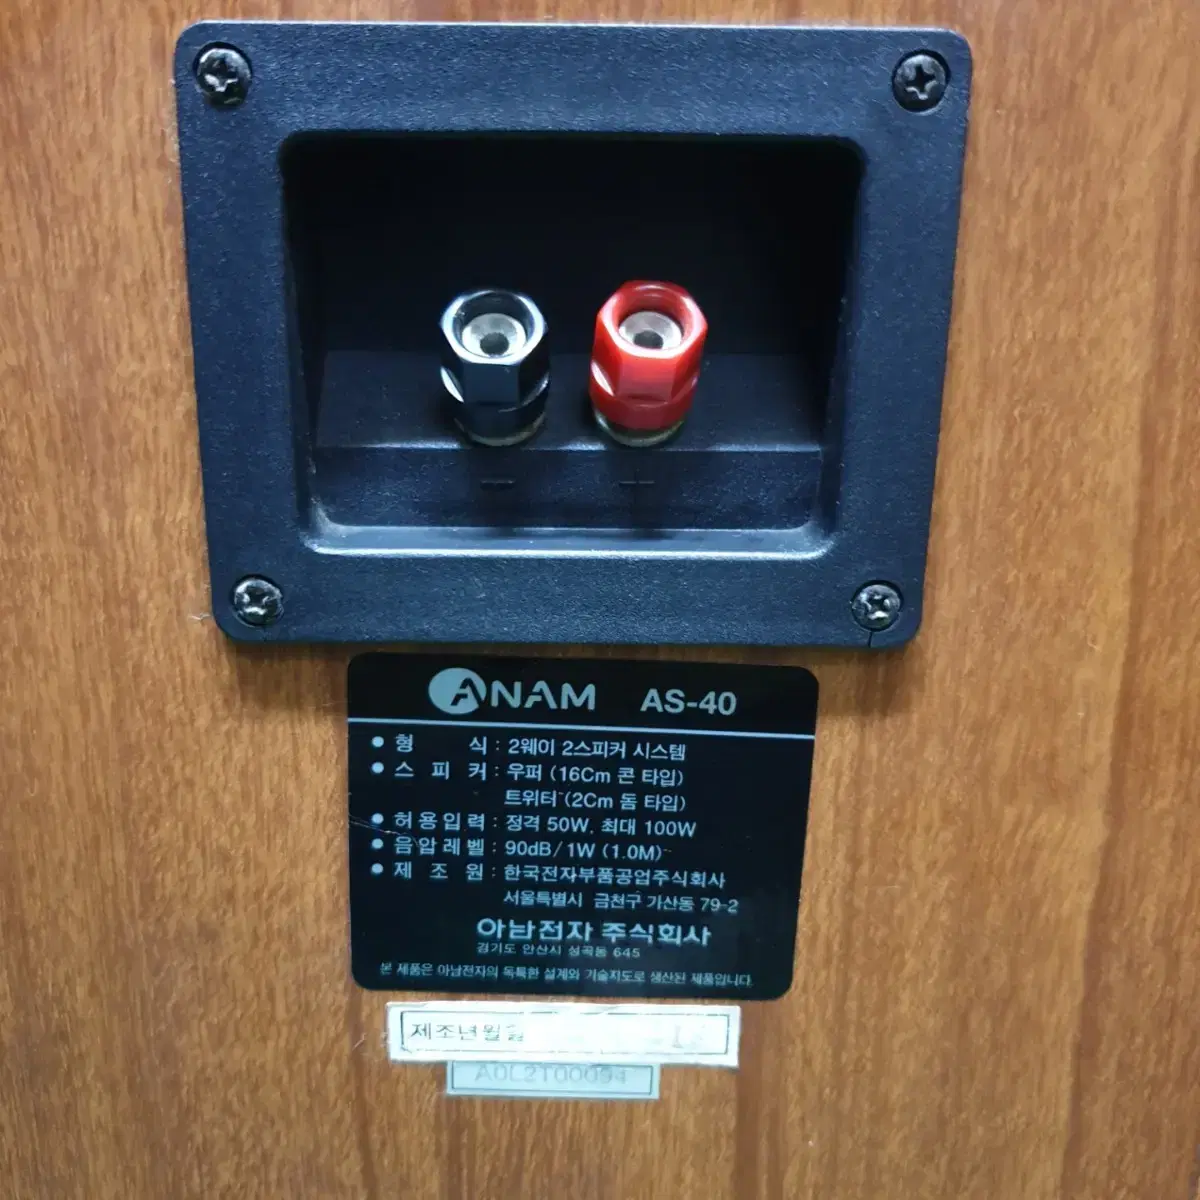 -
+
ANAM AS-40
● 형 식 : 2웨이 2스피커 시스템
● 스 피 커 : 우퍼 (16Cm 콘 타입)
트위터 (2Cm 돔 타입)
● 허용입력 : 정격 50W, 최대 100W
● 음압레벨 : 90dB/1W (1.0M)
● 제 조 원 : 한국전자부품공업주식회사
서울특별시 금천구 가산동 79-2
아남전자 주식회사
경기도 안산시 성곡동 645
본 제품은 아남전자의 독특한 설계와 기술지도로 생산된 제품입니다.
제조년월일
A0L2T00094